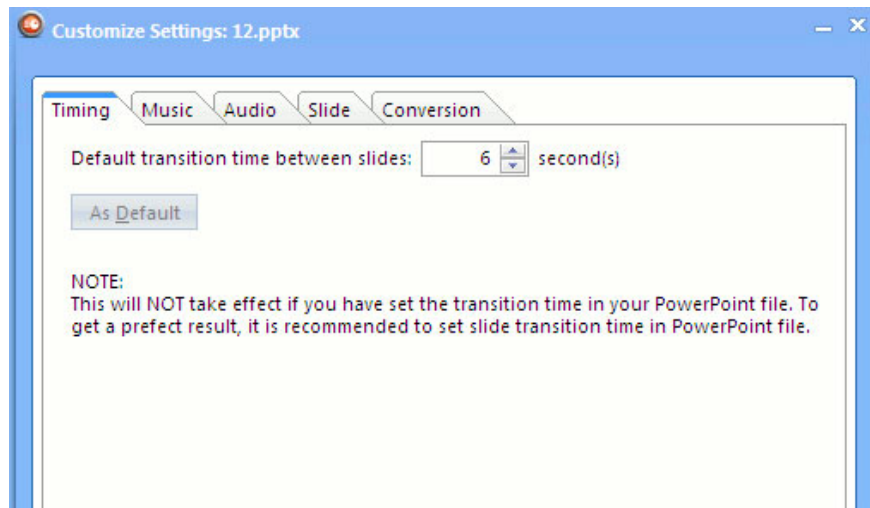 Customize Settings: 12.pptx
Timing Music Audio Slide Conversion
Default transition time between slides: 6 second(s)
As Default
NOTE:
This will NOT take effect if you have set the transition time in your PowerPoint file. To
get a prefect result, it is recommended to set slide transition time in PowerPoint file.